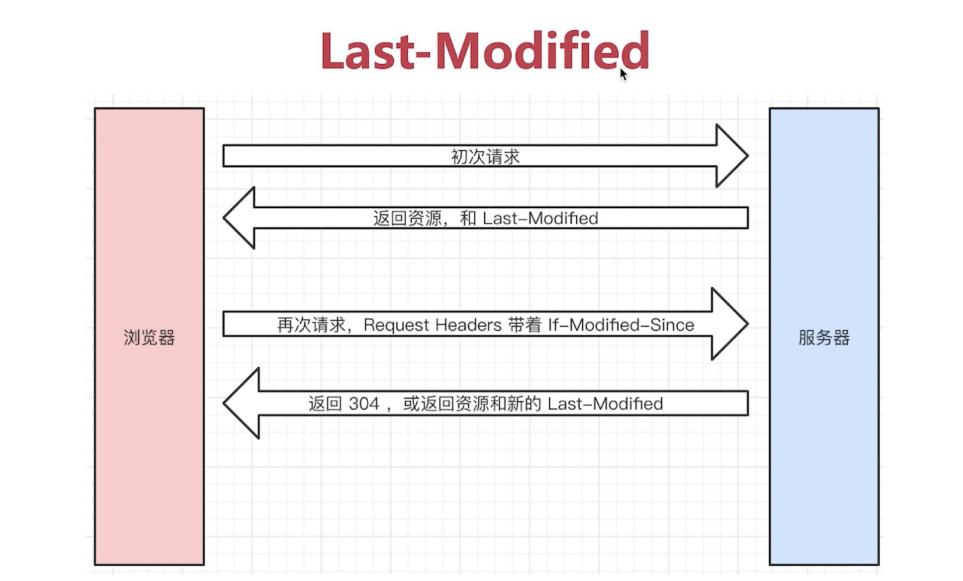 Last-Modified
初次请求
返回资源，和 Last-Modified
浏览器
再次请求，Request Headers 带着 If-Modified-Since
服务器
返回 304 ，或返回资源和新的 Last-Modified